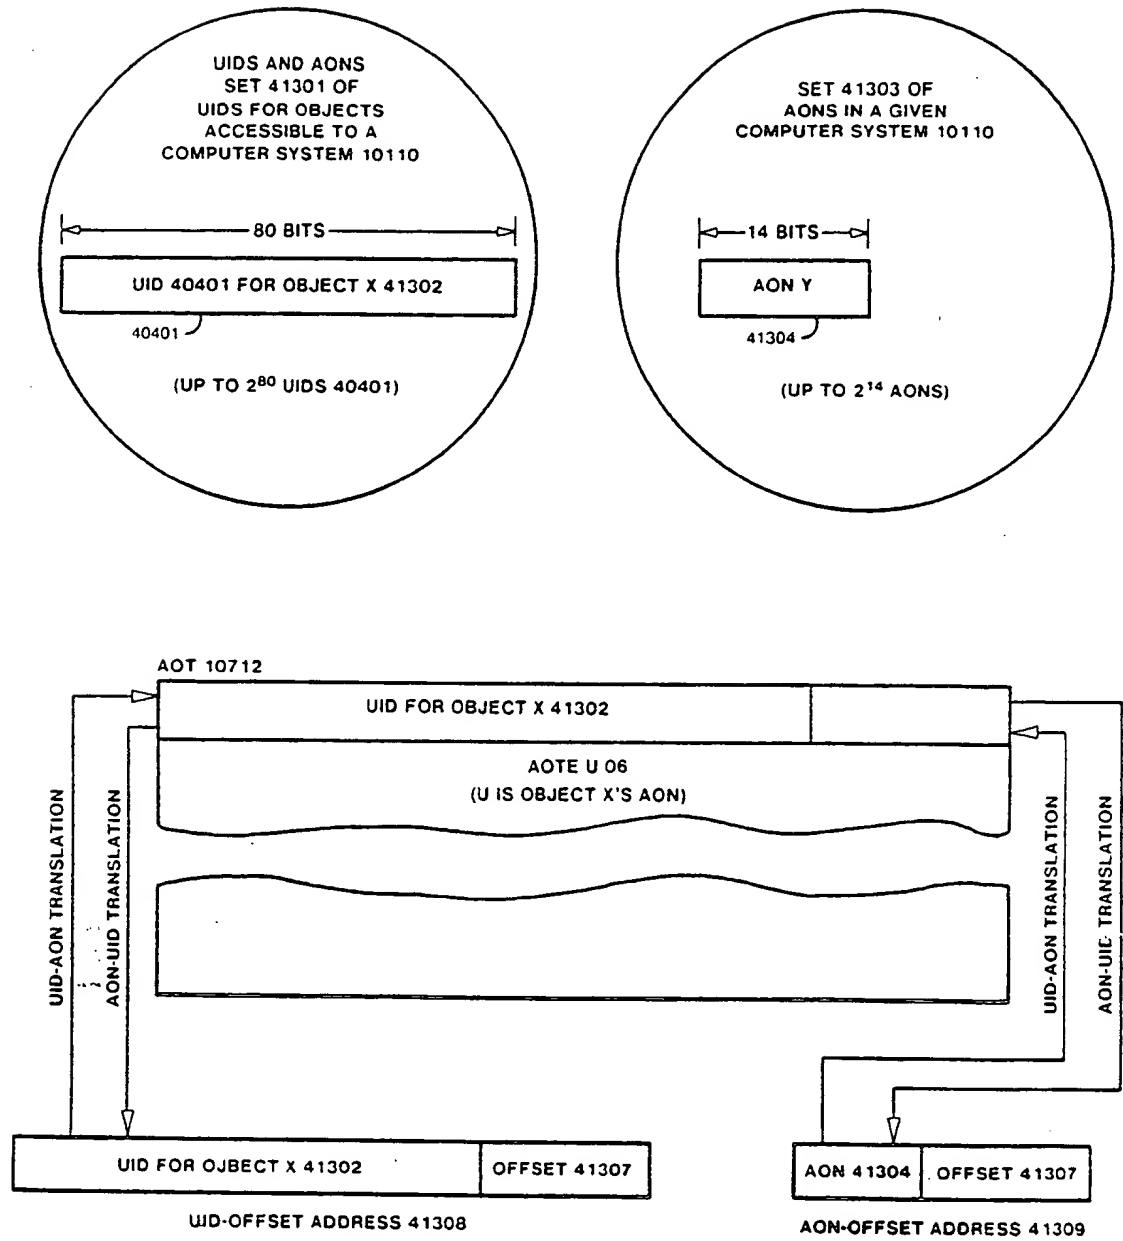 UIDS AND AONS
SET 41301 OF
UIDS FOR OBJECTS
ACCESSIBLE TO A
COMPUTER SYSTEM 10110
80 BITS
UID 40401 FOR OBJECT X 41302
40401
(UP TO 2⁸⁰ UIDS 40401)
SET 41303 OF
AONS IN A GIVEN
COMPUTER SYSTEM 10110
14 BITS
AON Y
41304
(UP TO 2¹⁴ AONS)
AOT 10712
UID FOR OBJECT X 41302
AOTE U 06
(U IS OBJECT X'S AON)
UID-AON TRANSLATION
AON-UID TRANSLATION
UID-AON TRANSLATION
AON-UID TRANSLATION
UID FOR OJBECT X 41302
OFFSET 41307
UID-OFFSET ADDRESS 41308
AON 41304
OFFSET 41307
AON-OFFSET ADDRESS 41309